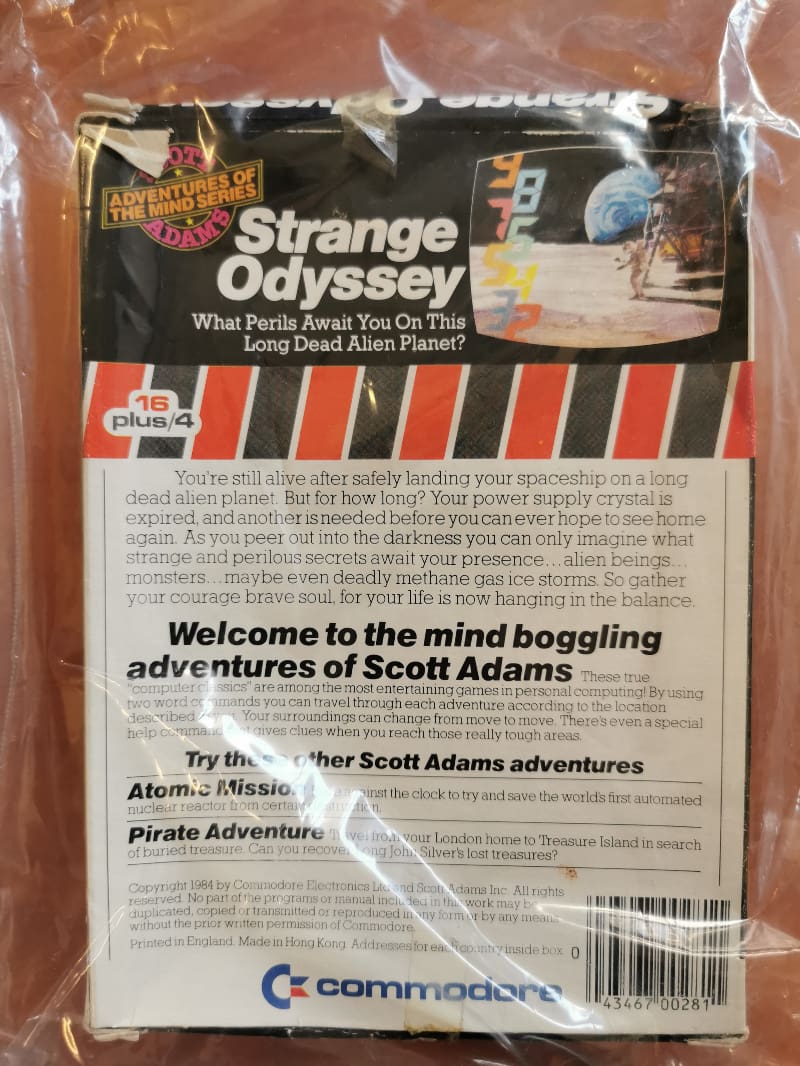 Strange Odyssey
SCOTT
ADVENTURES OF
THE MIND SERIES
ADAMS
Strange
Odyssey
What Perils Await You On This
Long Dead Alien Planet?
9
8
7
6
5
4
3
2
16
plus/4
You're still alive after safely landing your spaceship on a long
dead alien planet. But for how long? Your power supply crystal is
expired, and another is needed before you can ever hope to see home
again. As you peer out into the darkness you can only imagine what
strange and perilous secrets await your presence...alien beings...
monsters...maybe even deadly methane gas ice storms. So gather
your courage brave soul, for your life is now hanging in the balance.
Welcome to the mind boggling
adventures of Scott Adams These true
"computer classics" are among the most entertaining games in personal computing! By using
two word commands you can travel through each adventure according to the location
described Your surroundings can change from move to move. There's even a special
help command gives clues when you reach those really tough areas.
Try these other Scott Adams adventures
Atomic Mission against the clock to try and save the world's first automated
nuclear reactor from certain destruction.
Pirate Adventure Travel from your London home to Treasure Island in search
of buried treasure. Can you recover Long John Silver's lost treasures?
Copyright 1984 by Commodore Electronics Ltd and Scott Adams Inc. All rights
reserved. No part of the programs or manual included in this work may be
duplicated, copied or transmitted or reproduced in any form or by any means
without the prior written permission of Commodore.
Printed in England. Made in Hong Kong. Addresses for each country inside box
commodore
0 43467 00281